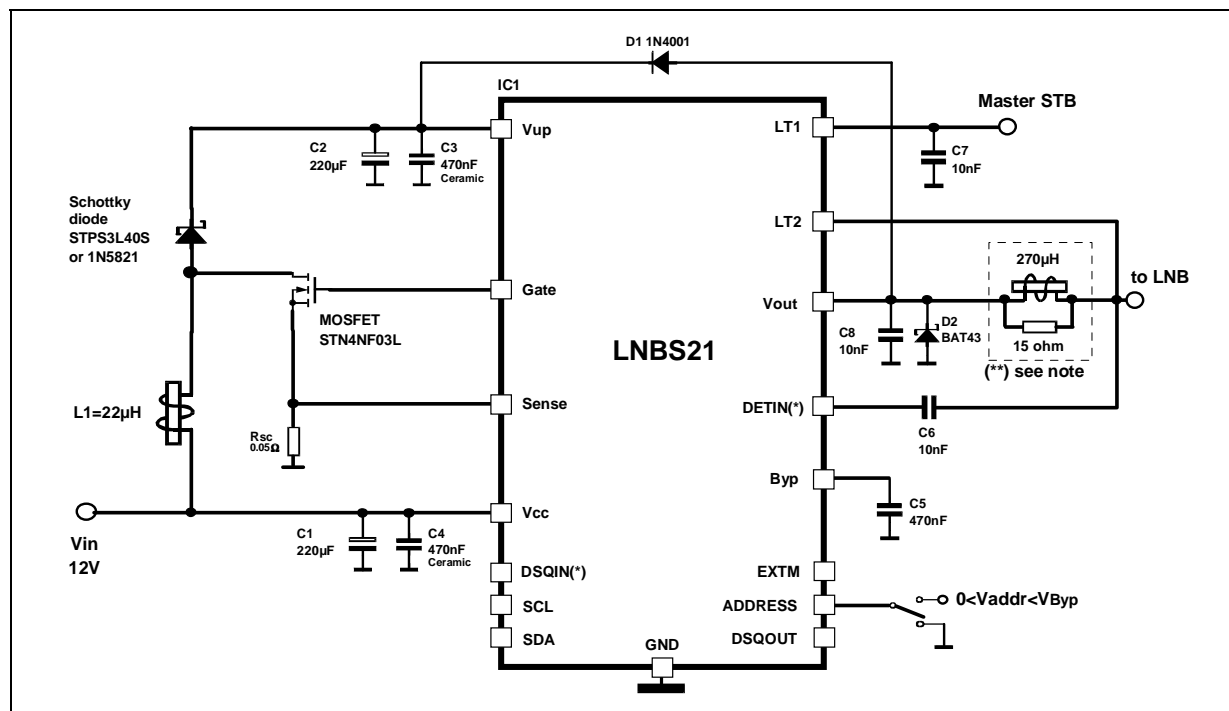 D1 1N4001
IC1
Master STB
Vup
LT1
C2
220µF
C3
470nF
Ceramic
C7
10nF
Schottky
diode
STPS3L40S
or 1N5821
LT2
270µH
to LNB
Gate
Vout
MOSFET
STN4NF03L
C8
10nF
D2
BAT43
15 ohm
LNBS21
(**) see note
L1=22µH
Sense
DETIN(*)
Rsc
0.05Ω
C6
10nF
Byp
C5
470nF
Vcc
Vin
12V
C1
220µF
C4
470nF
Ceramic
DSQIN(*)
EXTM
SCL
ADDRESS
0<Vaddr<VByp
SDA
GND
DSQOUT